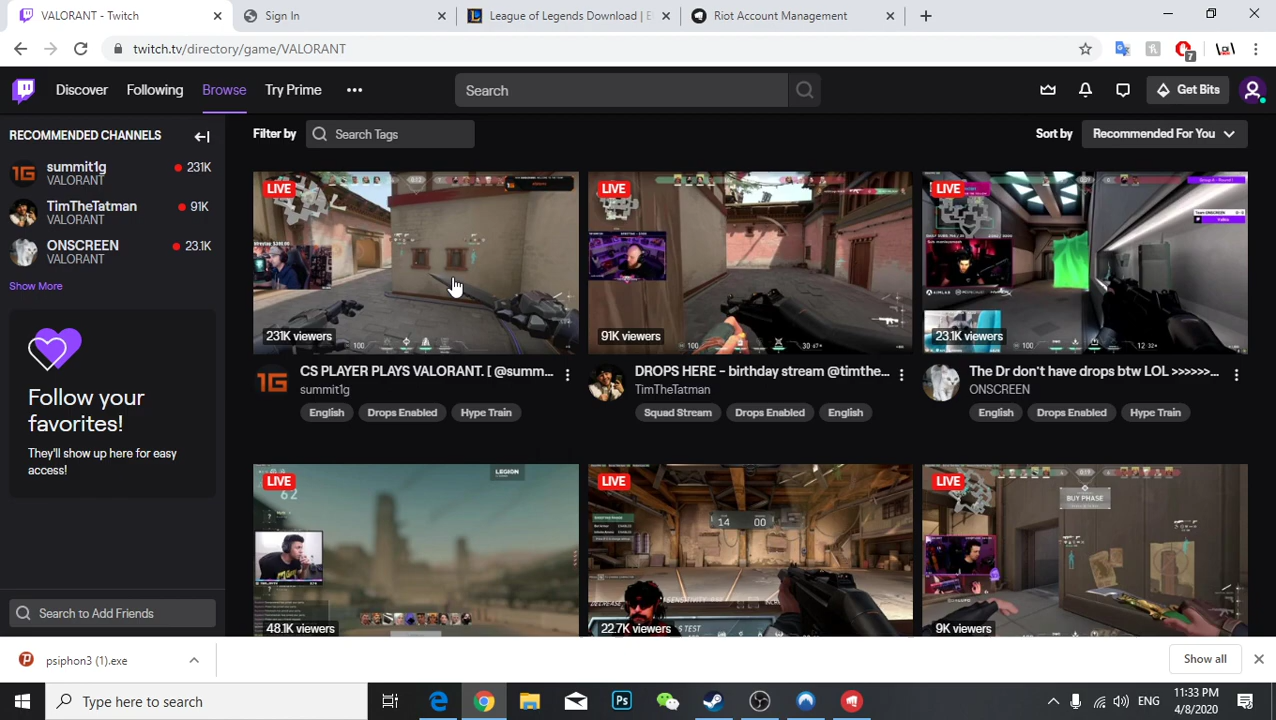 VALORANT - Twitch
Sign In
League of Legends Download | E
Riot Account Management
twitch.tv/directory/game/VALORANT
7
Discover
Following
Browse
Try Prime
Search
Get Bits
RECOMMENDED CHANNELS
summit1g
VALORANT
231K
TimTheTatman
VALORANT
91K
ONSCREEN
VALORANT
23.1K
Show More
Follow your
favorites!
They'll show up here for easy
access!
Search to Add Friends
Filter by
Search Tags
Sort by
Recommended For You
LIVE
231K viewers
CS PLAYER PLAYS VALORANT. [ @summ...
summit1g
English
Drops Enabled
Hype Train
LIVE
91K viewers
DROPS HERE - birthday stream @timthe...
TimTheTatman
Squad Stream
Drops Enabled
English
LIVE
23.1K viewers
The Dr don't have drops btw LOL >>>>>>...
ONSCREEN
English
Drops Enabled
Hype Train
LIVE
62
LEGION
48.1K viewers
LIVE
14 00
22.7K viewers
LIVE
BUY PHASE
9K viewers
psiphon3 (1).exe
Show all
Type here to search
Ps
ENG
11:33 PM
4/8/2020